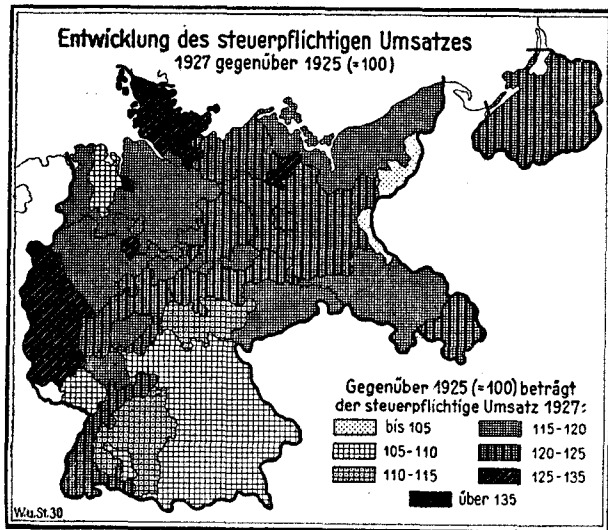 Entwicklung des steuerpflichtigen Umsatzes
1927 gegenüber 1925 (=100)
Gegenüber 1925 (=100) beträgt
der steuerpflichtige Umsatz 1927:
bis 105
115-120
105-110
120-125
110-115
125-135
über 135
W.u.St.30